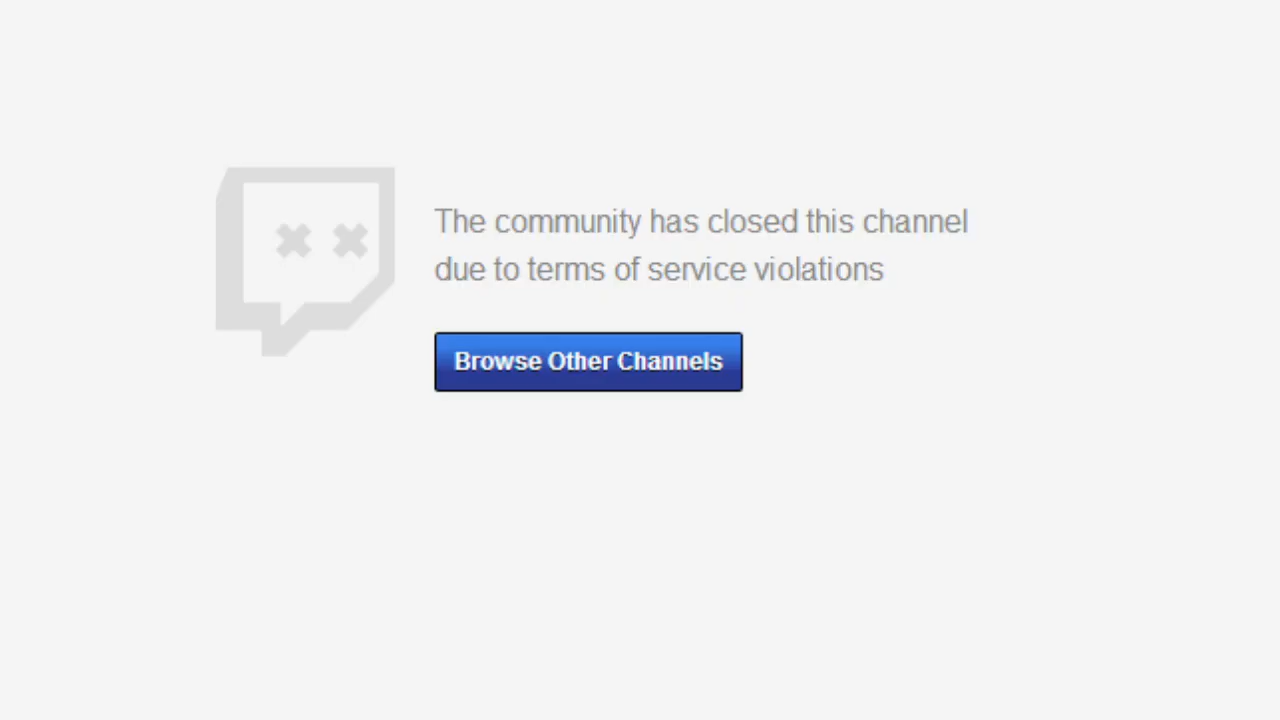 The community has closed this channel
due to terms of service violations
Browse Other Channels